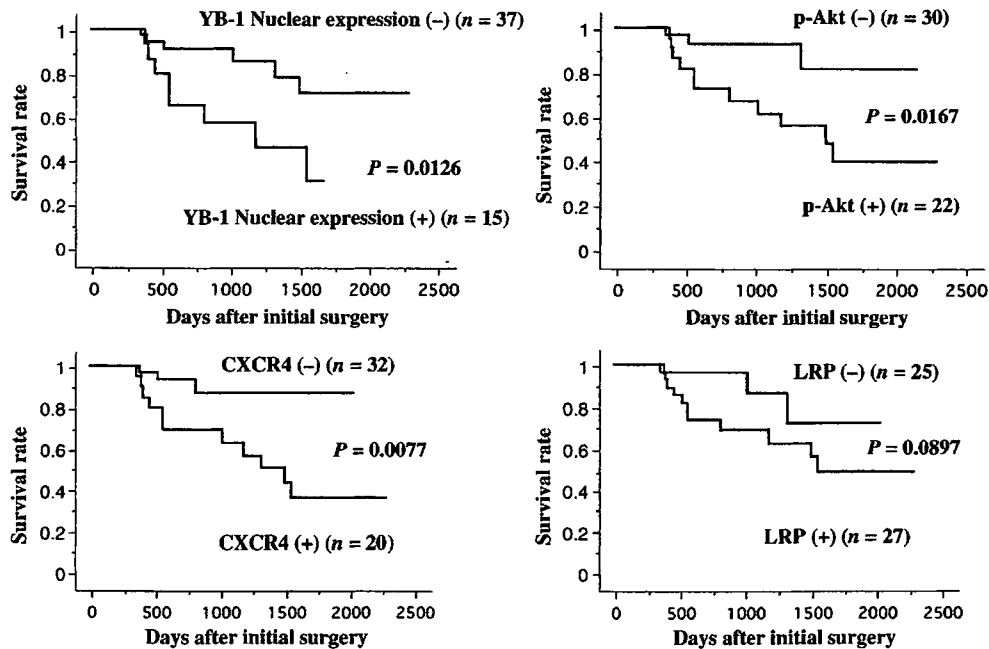 YB-1 Nuclear expression (–) (n = 37)
Survival rate
1
0.8
0.6
0.4
0.2
0
P = 0.0126
YB-1 Nuclear expression (+) (n = 15)
0 500 1000 1500 2000 2500
Days after initial surgery
p-Akt (–) (n = 30)
Survival rate
1
0.8
0.6
0.4
0.2
0
P = 0.0167
p-Akt (+) (n = 22)
0 500 1000 1500 2000 2500
Days after initial surgery
CXCR4 (–) (n = 32)
Survival rate
1
0.8
0.6
0.4
0.2
0
P = 0.0077
CXCR4 (+) (n = 20)
0 500 1000 1500 2000 2500
Days after initial surgery
LRP (–) (n = 25)
Survival rate
1
0.8
0.6
0.4
0.2
0
P = 0.0897
LRP (+) (n = 27)
0 500 1000 1500 2000 2500
Days after initial surgery